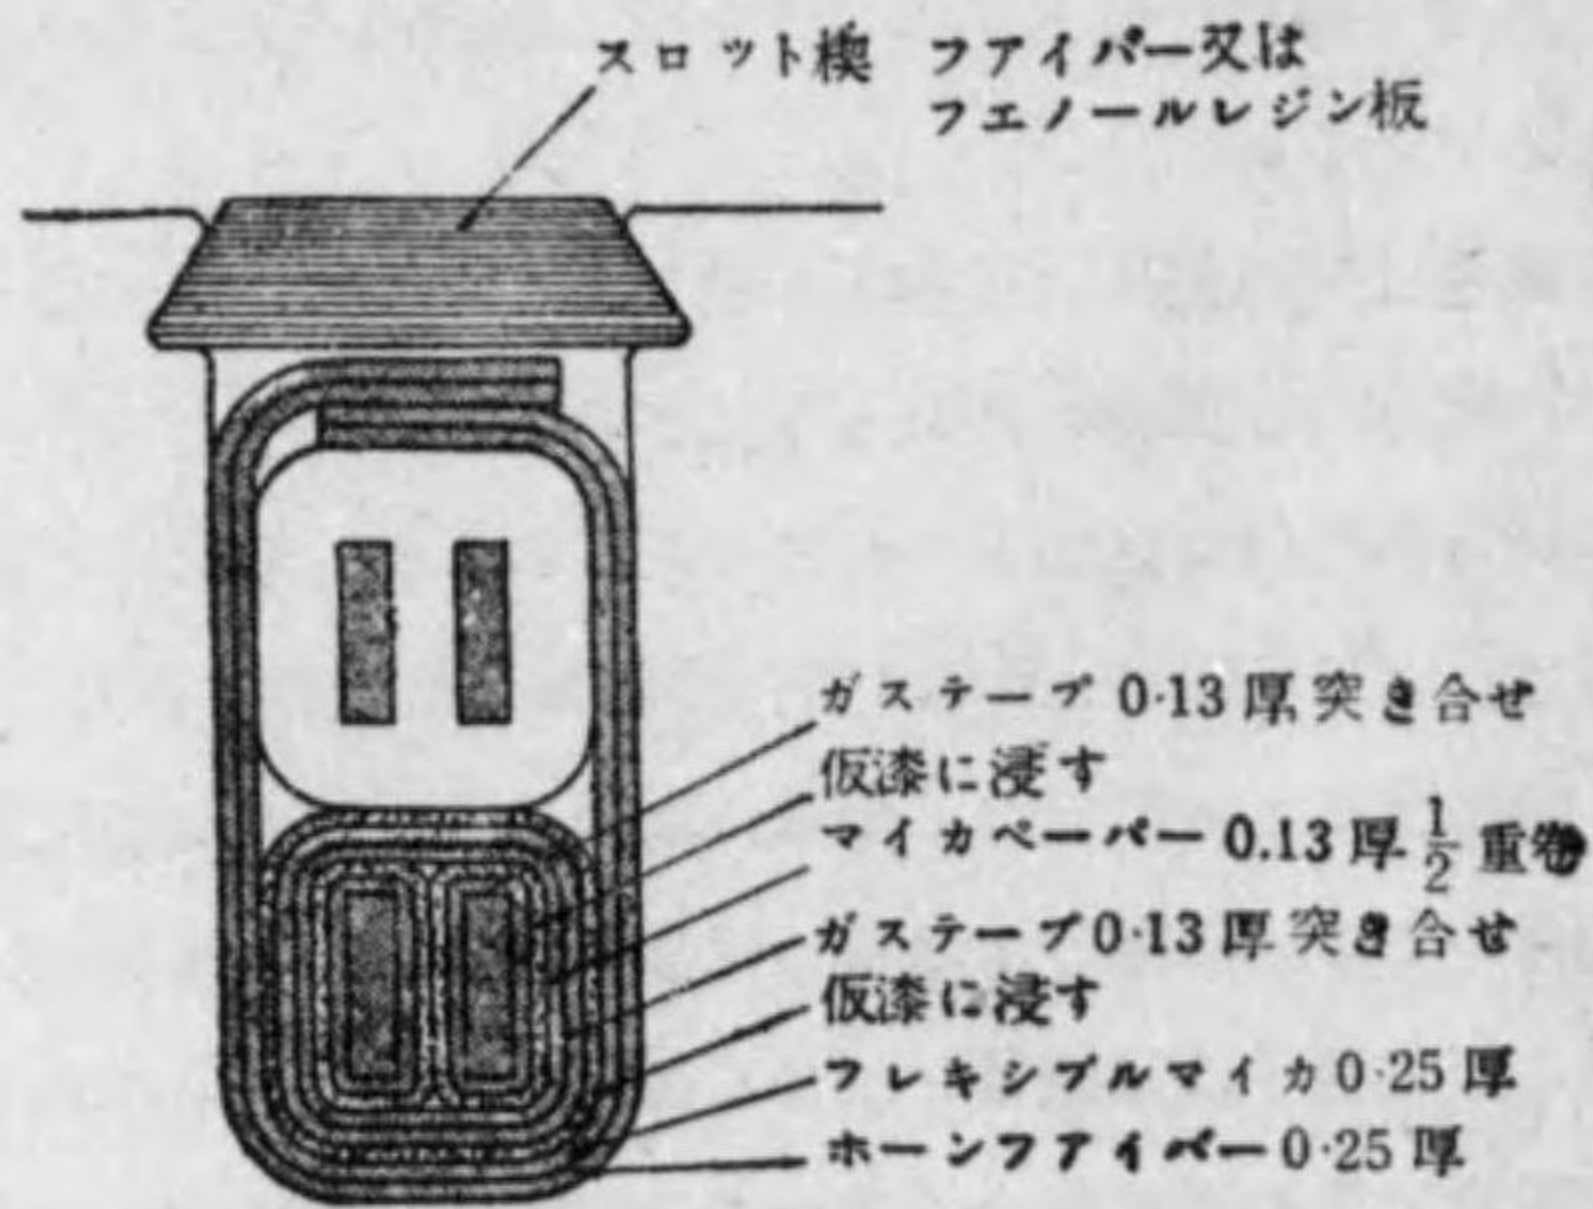 スロット楔 フアイバー又は
フエノールレジン板
ガステープ 0·13 厚突き合せ
仮漆に浸す
マイカペーパー 0.13 厚 1/2 重巻
ガステープ 0·13 厚突き合せ
仮漆に浸す
フレキシブルマイカ 0·25 厚
ホーンフアイバー 0·25 厚